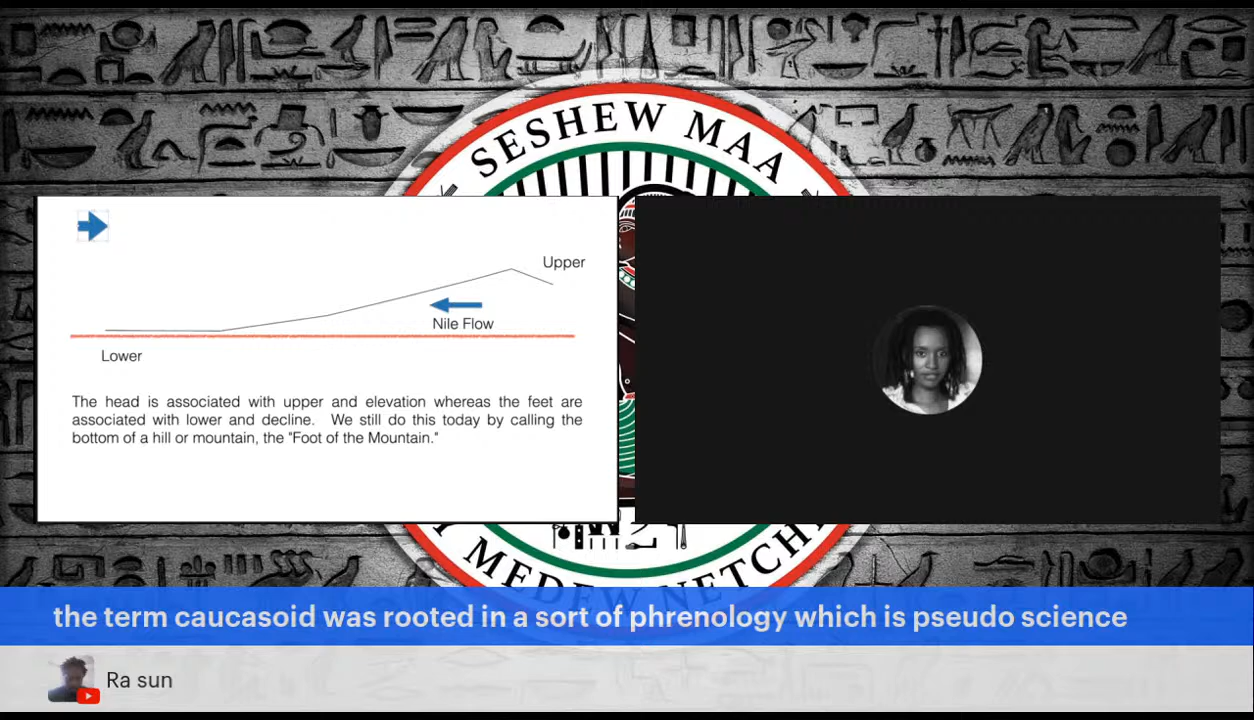 SESHEW MAA
Upper
Nile Flow
Lower
The head is associated with upper and elevation whereas the feet are
associated with lower and decline. We still do this today by calling the
bottom of a hill or mountain, the "Foot of the Mountain."
MEDEW NETCH
the term caucasoid was rooted in a sort of phrenology which is pseudo science
Ra sun